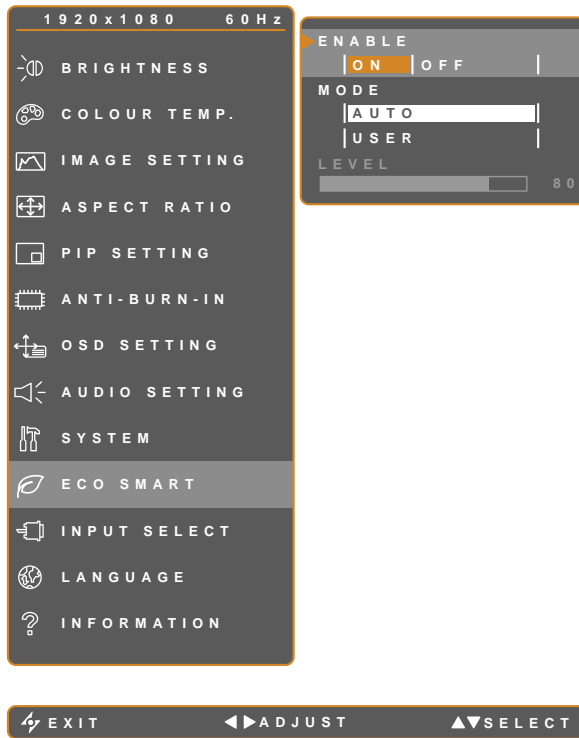 1920x1080 60Hz
BRIGHTNESS
COLOUR TEMP.
IMAGE SETTING
ASPECT RATIO
PIP SETTING
ANTI-BURN-IN
OSD SETTING
AUDIO SETTING
SYSTEM
ECO SMART
INPUT SELECT
LANGUAGE
INFORMATION
ENABLE
ON OFF
MODE
AUTO
USER
LEVEL
80
EXIT ADJUST SELECT